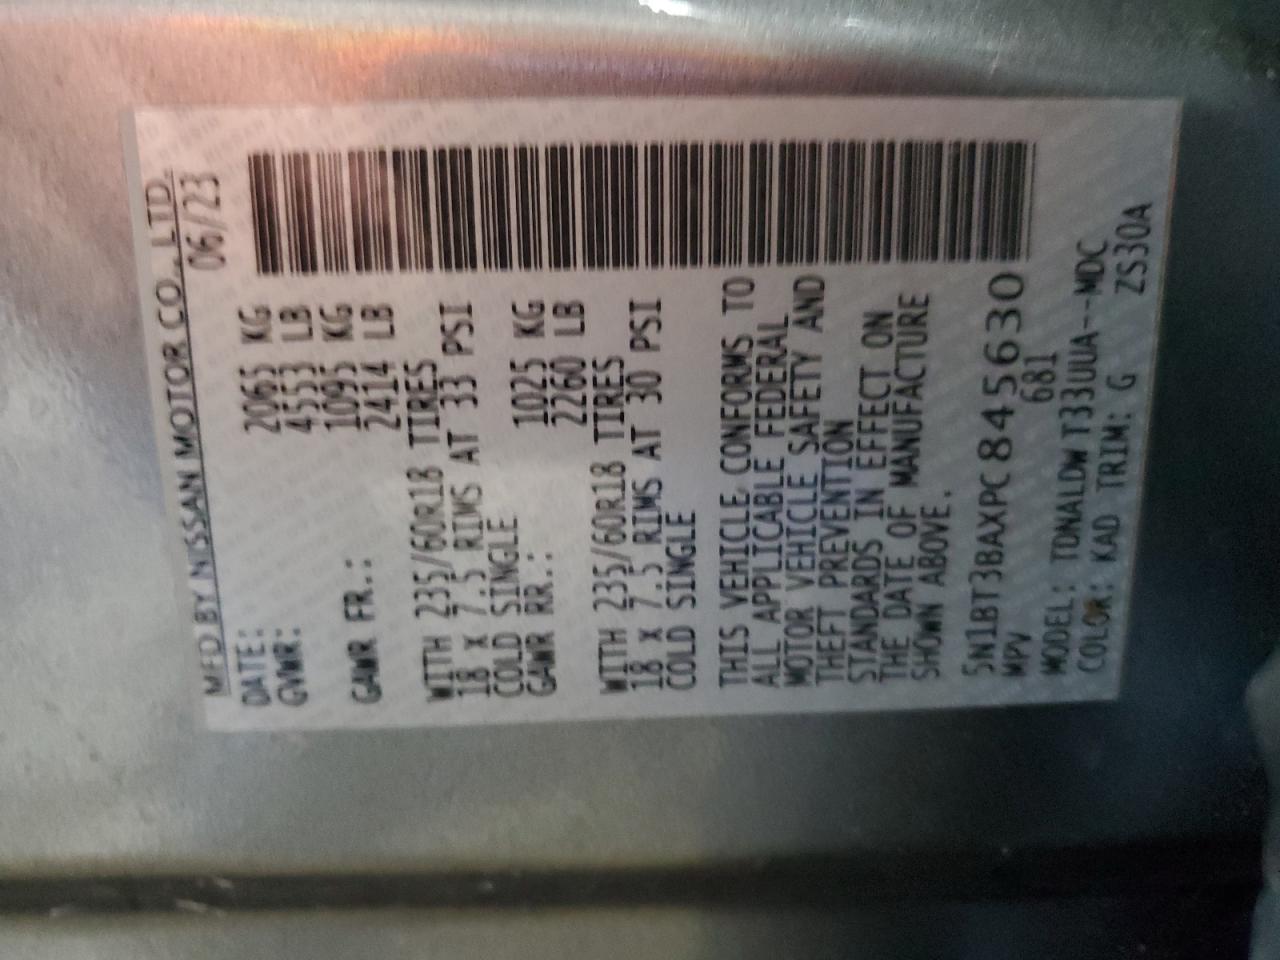 MFD BY NISSAN MOTOR CO., LTD.
DATE: 06/23
GVWR: 2065 KG
4553 LB
GAWR FR.: 1095 KG
2414 LB
WITH 235/60R18 TIRES
18 X 7.5 RIMS AT 33 PSI
COLD SINGLE
GAWR RR.: 1025 KG
2260 LB
WITH 235/60R18 TIRES
18 X 7.5 RIMS AT 30 PSI
COLD SINGLE
THIS VEHICLE CONFORMS TO
ALL APPLICABLE FEDERAL
MOTOR VEHICLE SAFETY AND
THEFT PREVENTION
STANDARDS IN EFFECT ON
THE DATE OF MANUFACTURE
SHOWN ABOVE.
5N1BT3BAXPC845630
MPV 681
MODEL: TDNALDW T33UUA--MDC
COLOR: KAD TRIM: G ZS30A